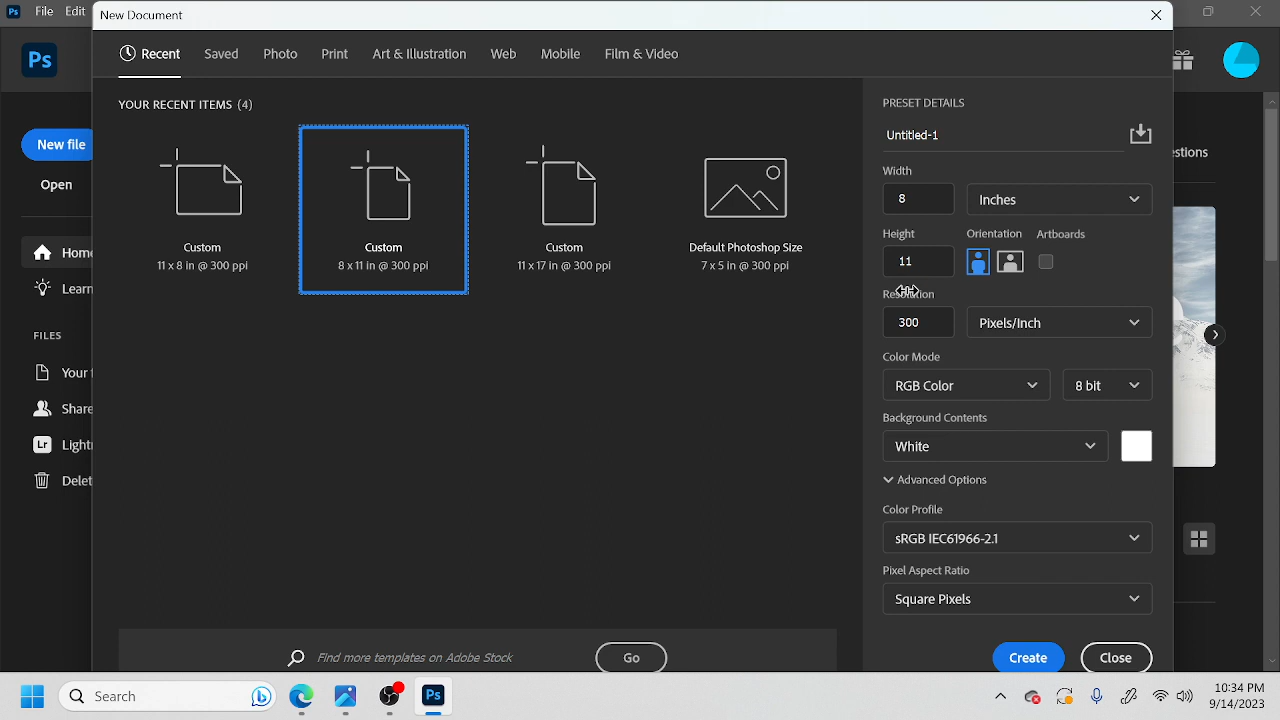 Ps File Edit
New Document
Recent Saved Photo Print Art & Illustration Web Mobile Film & Video
Ps
New file
Open
Learn
FILES
Lr
YOUR RECENT ITEMS (4)
Custom
11 x 8 in @ 300 ppi
Custom
8 x 11 in @ 300 ppi
Custom
11 x 17 in @ 300 ppi
Default Photoshop Size
7 x 5 in @ 300 ppi
Find more templates on Adobe Stock
Go
PRESET DETAILS
Untitled-1
Width
8 Inches
Height Orientation Artboards
11
Resolution
300 Pixels/Inch
Color Mode
RGB Color 8 bit
Background Contents
White
Advanced Options
Color Profile
sRGB IEC61966-2.1
Pixel Aspect Ratio
Square Pixels
Create Close
stions
Search
Ps
10:34 PM
9/14/2023